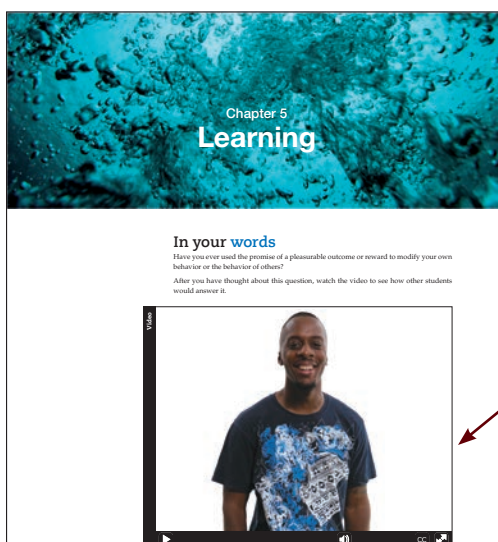 Chapter 5
Learning
In your words
Have you ever used the promise of a pleasurable outcome or reward to modify your own
behavior or the behavior of others?
After you have thought about this question, watch the video to see how other students
would answer it.
Video
CC